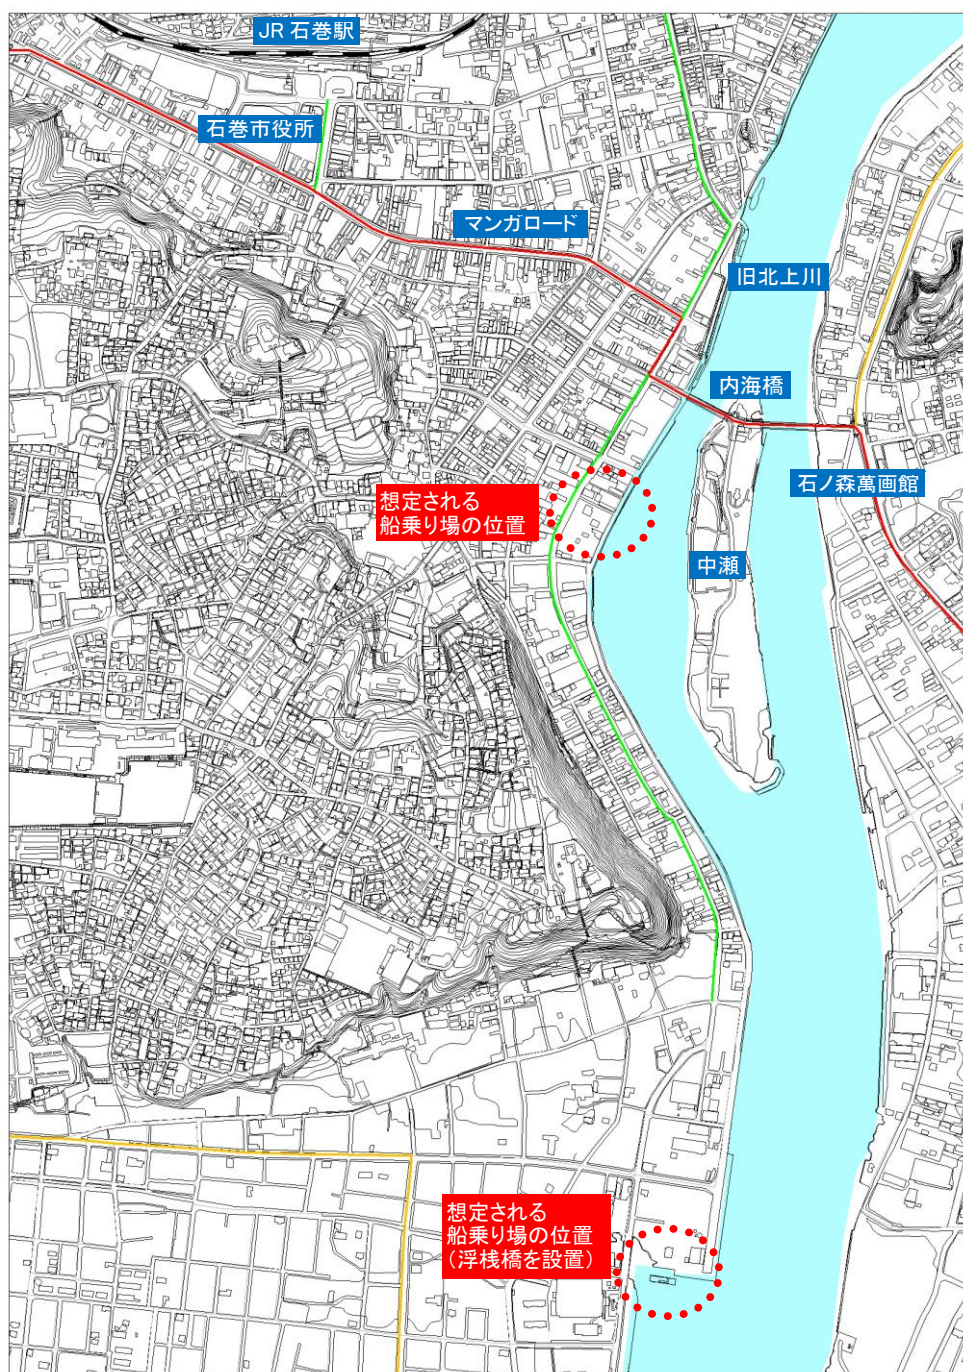 JR 石巻駅
石巻市役所
マンガロード
旧北上川
内海橋
石ノ森萬画館
想定される
船乗り場の位置
中瀬
想定される
船乗り場の位置
（浮桟橋を設置）